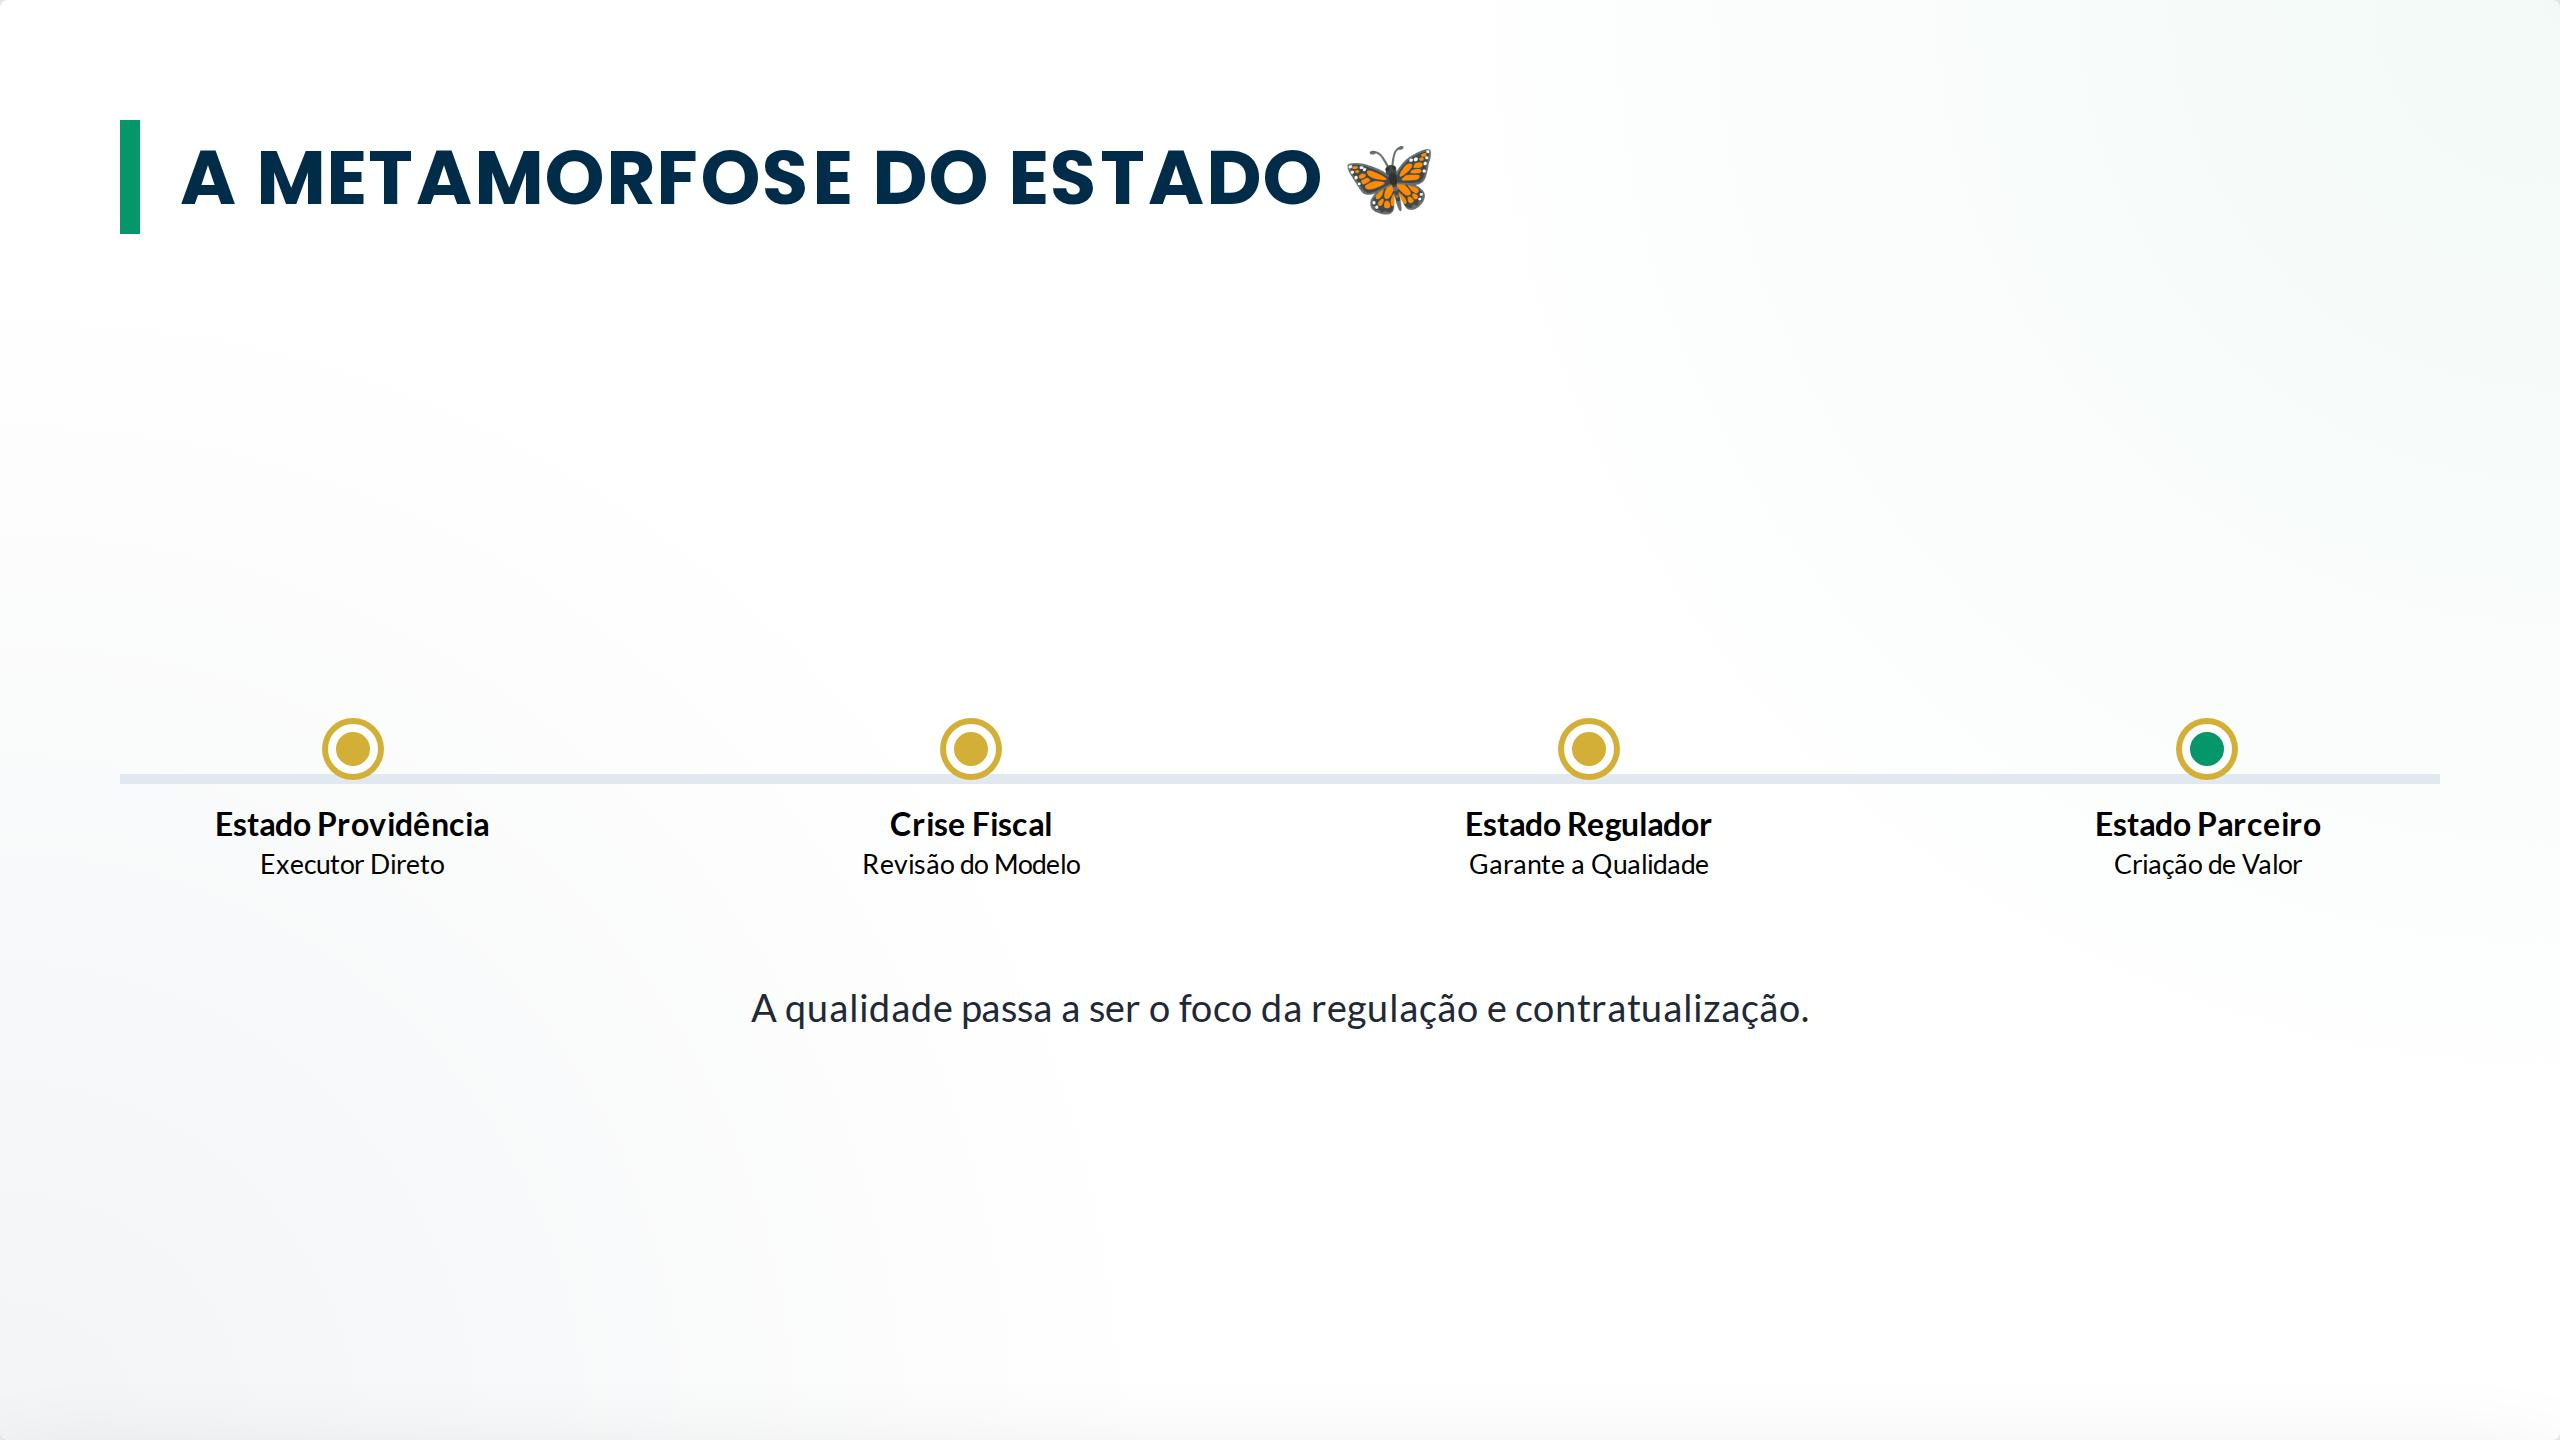 A METAMORFOSE DO ESTADO 🦋
Estado Providência
Executor Direto
Crise Fiscal
Revisão do Modelo
Estado Regulador
Garante a Qualidade
Estado Parceiro
Criação de Valor
A qualidade passa a ser o foco da regulação e contratualização.